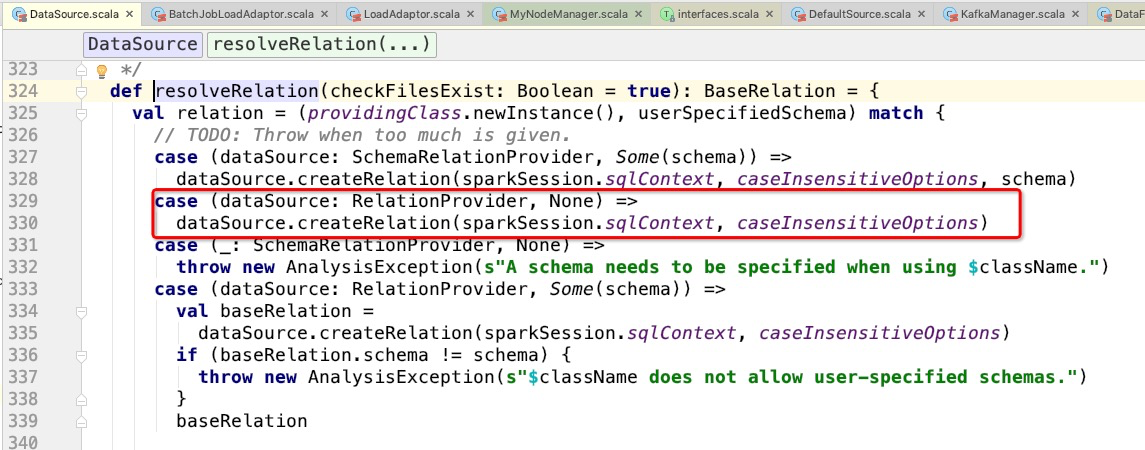 DataSource.scala × BatchJobLoadAdaptor.scala × LoadAdaptor.scala × MyNodeManager.scala × interfaces.scala × DefaultSource.scala × KafkaManager.scala × DataF
DataSource resolveRelation(...)
323 */
324 def resolveRelation(checkFilesExist: Boolean = true): BaseRelation = {
325 val relation = (providingClass.newInstance(), userSpecifiedSchema) match {
326 // TODO: Throw when too much is given.
327 case (dataSource: SchemaRelationProvider, Some(schema)) =>
328 dataSource.createRelation(sparkSession.sqlContext, caseInsensitiveOptions, schema)
329 case (dataSource: RelationProvider, None) =>
330 dataSource.createRelation(sparkSession.sqlContext, caseInsensitiveOptions)
331 case (_: SchemaRelationProvider, None) =>
332 throw new AnalysisException(s"A schema needs to be specified when using $className.")
333 case (dataSource: RelationProvider, Some(schema)) =>
334 val baseRelation =
335 dataSource.createRelation(sparkSession.sqlContext, caseInsensitiveOptions)
336 if (baseRelation.schema != schema) {
337 throw new AnalysisException(s"$className does not allow user-specified schemas.")
338 }
339 baseRelation
340